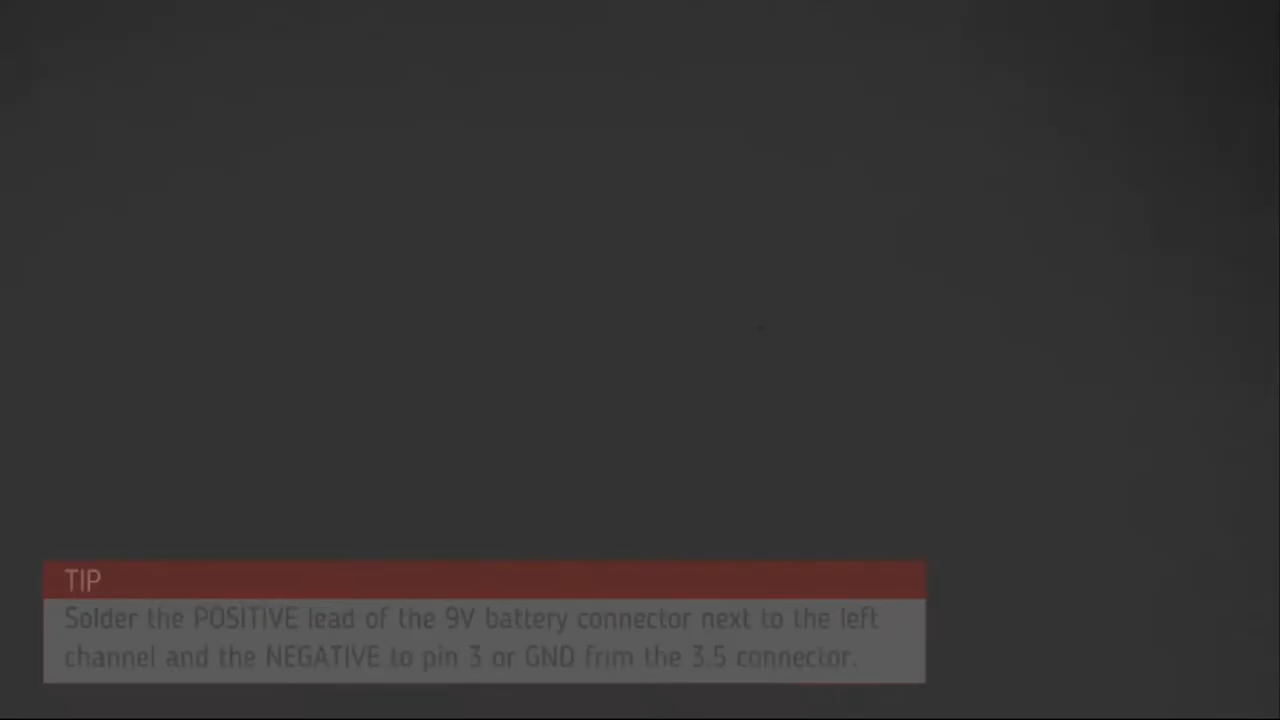 TIP
Solder the POSITIVE lead of the 9V battery connector next to the left
channel and the NEGATIVE to pin 3 or GND frim the 3.5 connector.